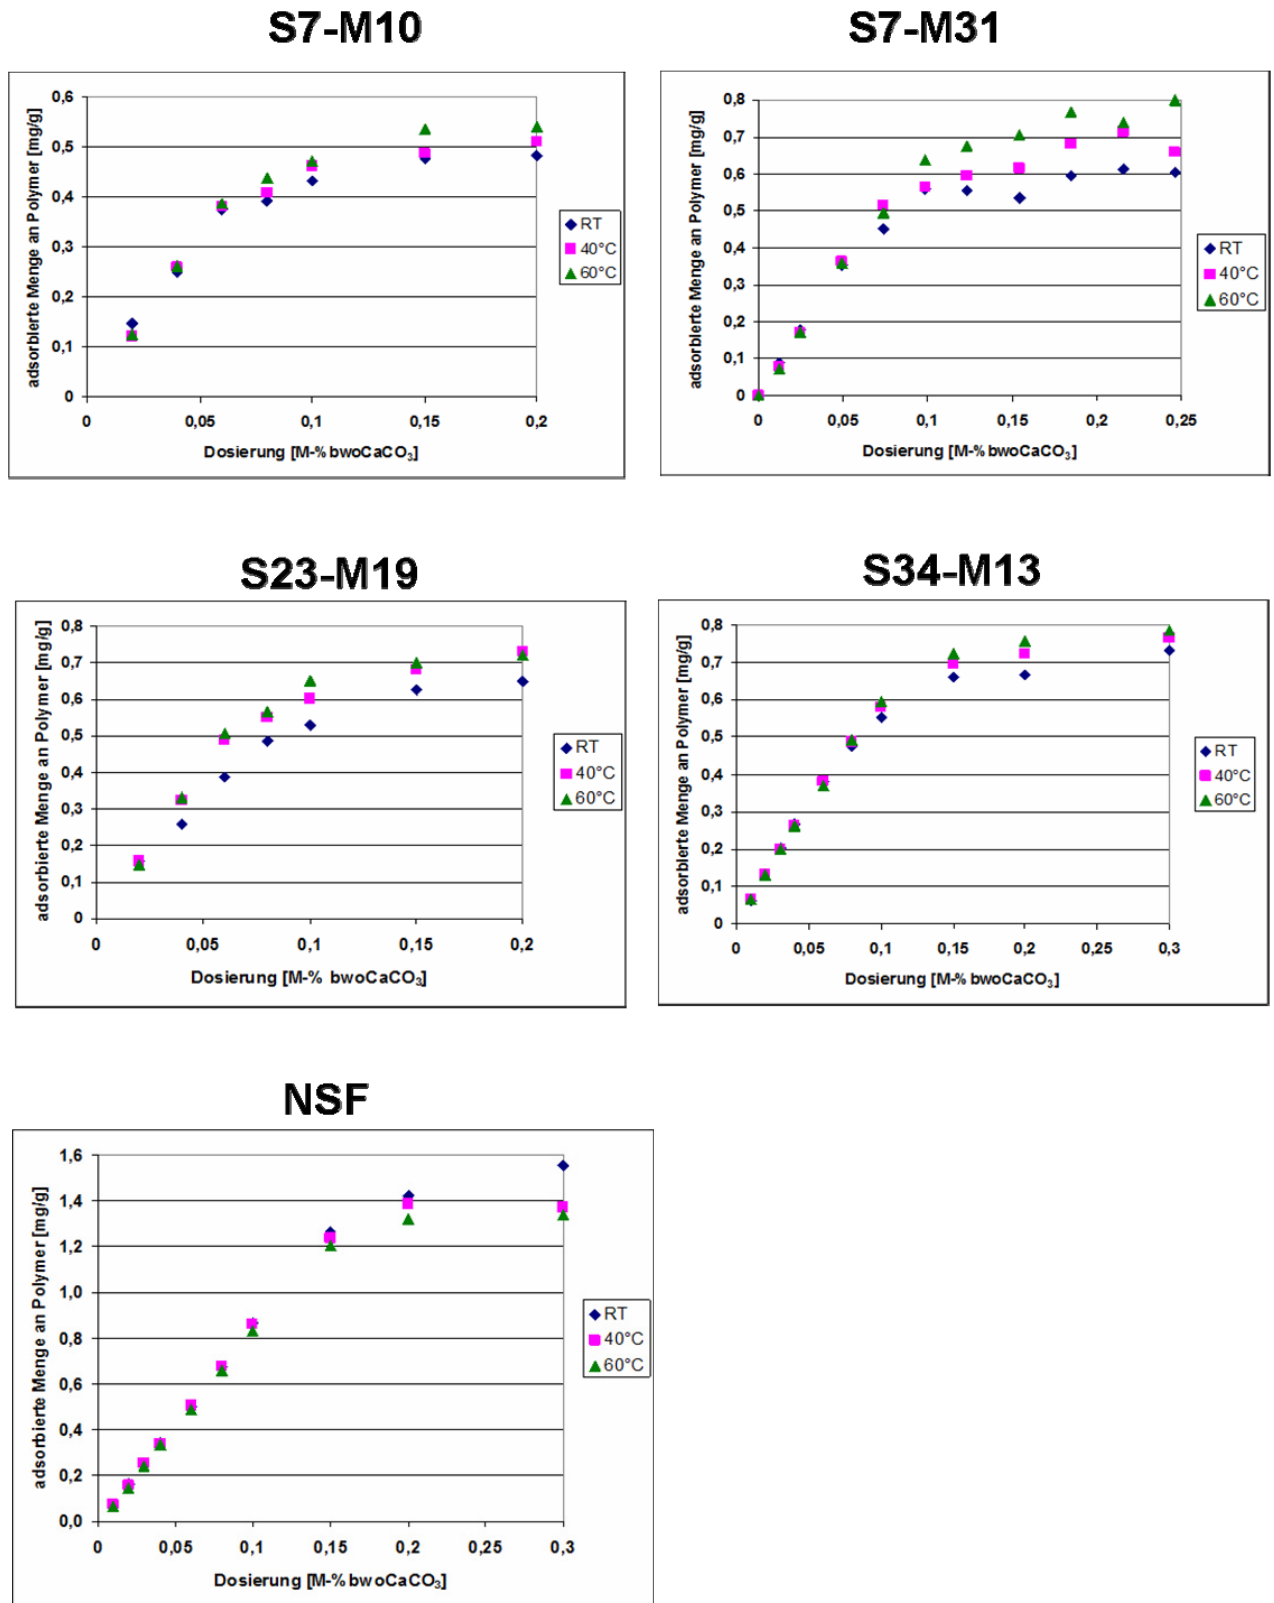 S7-M10
adsorbierte Menge an Polymer [mg/g]
0,6
0,5
0,4
0,3
0,2
0,1
0
0
0,05
0,1
0,15
0,2
Dosierung [M-% bwoCaCO₃]
RT
40°C
60°C
S7-M31
adsorbierte Menge an Polymer [mg/g]
0,8
0,7
0,6
0,5
0,4
0,3
0,2
0,1
0
0
0,05
0,1
0,15
0,2
0,25
Dosierung [M-% bwoCaCO₃]
RT
40°C
60°C
S23-M19
adsorbierte Menge an Polymer [mg/g]
0,8
0,7
0,6
0,5
0,4
0,3
0,2
0,1
0
0
0,05
0,1
0,15
0,2
Dosierung [M-% bwoCaCO₃]
RT
40°C
60°C
S34-M13
adsorbierte Menge an Polymer [mg/g]
0,8
0,7
0,6
0,5
0,4
0,3
0,2
0,1
0
0
0,05
0,1
0,15
0,2
0,25
0,3
Dosierung [M-% bwoCaCO₃]
RT
40°C
60°C
NSF
adsorbierte Menge an Polymer [mg/g]
1,6
1,4
1,2
1,0
0,8
0,6
0,4
0,2
0,0
0
0,05
0,1
0,15
0,2
0,25
0,3
Dosierung [M-% bwoCaCO₃]
RT
40°C
60°C